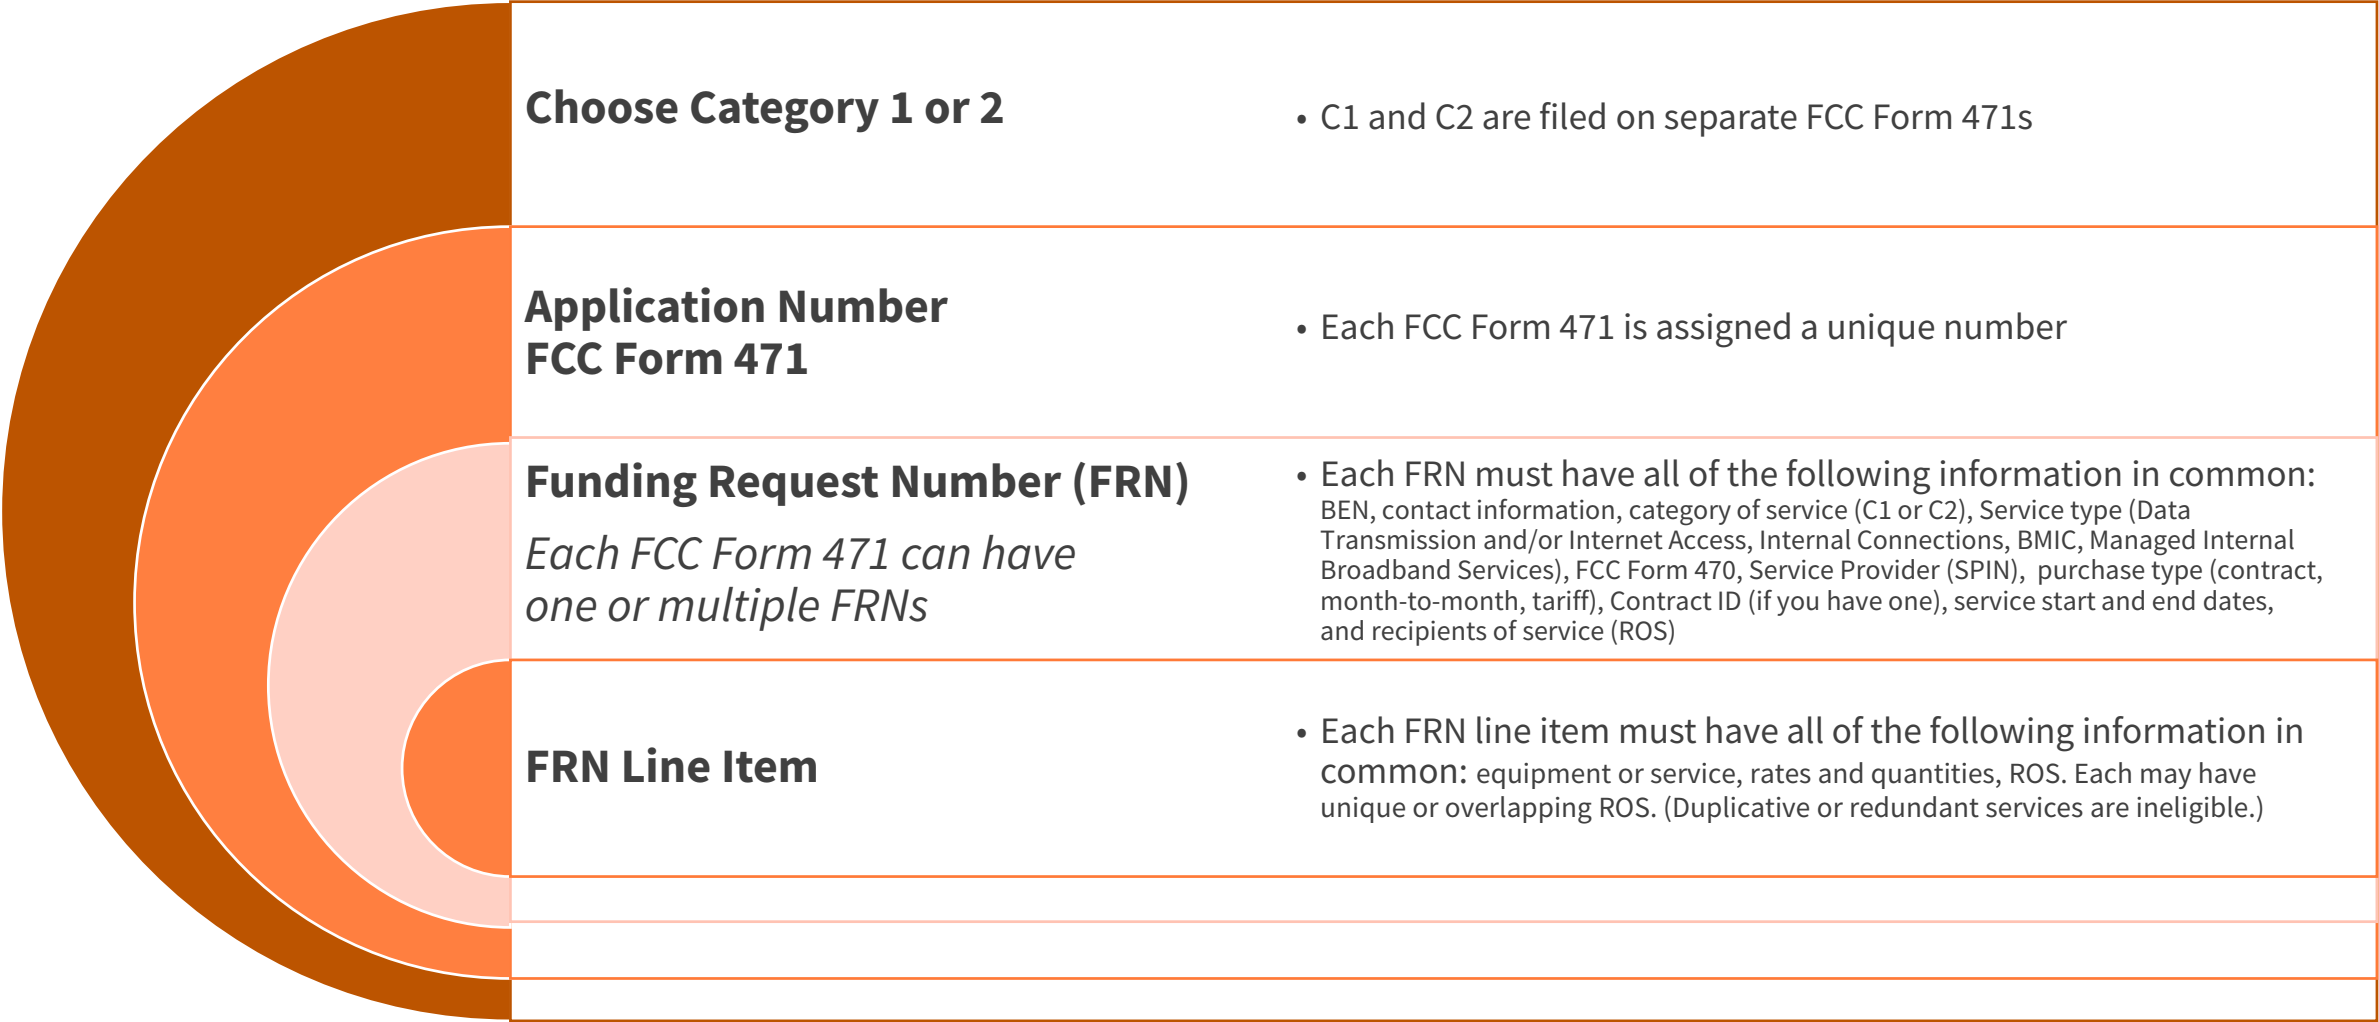 Choose Category 1 or 2
• C1 and C2 are filed on separate FCC Form 471s
Application Number
FCC Form 471
• Each FCC Form 471 is assigned a unique number
Funding Request Number (FRN)
Each FCC Form 471 can have
one or multiple FRNs
• Each FRN must have all of the following information in common:
BEN, contact information, category of service (C1 or C2), Service type (Data
Transmission and/or Internet Access, Internal Connections, BMIC, Managed Internal
Broadband Services), FCC Form 470, Service Provider (SPIN), purchase type (contract,
month-to-month, tariff), Contract ID (if you have one), service start and end dates,
and recipients of service (ROS)
FRN Line Item
• Each FRN line item must have all of the following information in
common: equipment or service, rates and quantities, ROS. Each may have
unique or overlapping ROS. (Duplicative or redundant services are ineligible.)